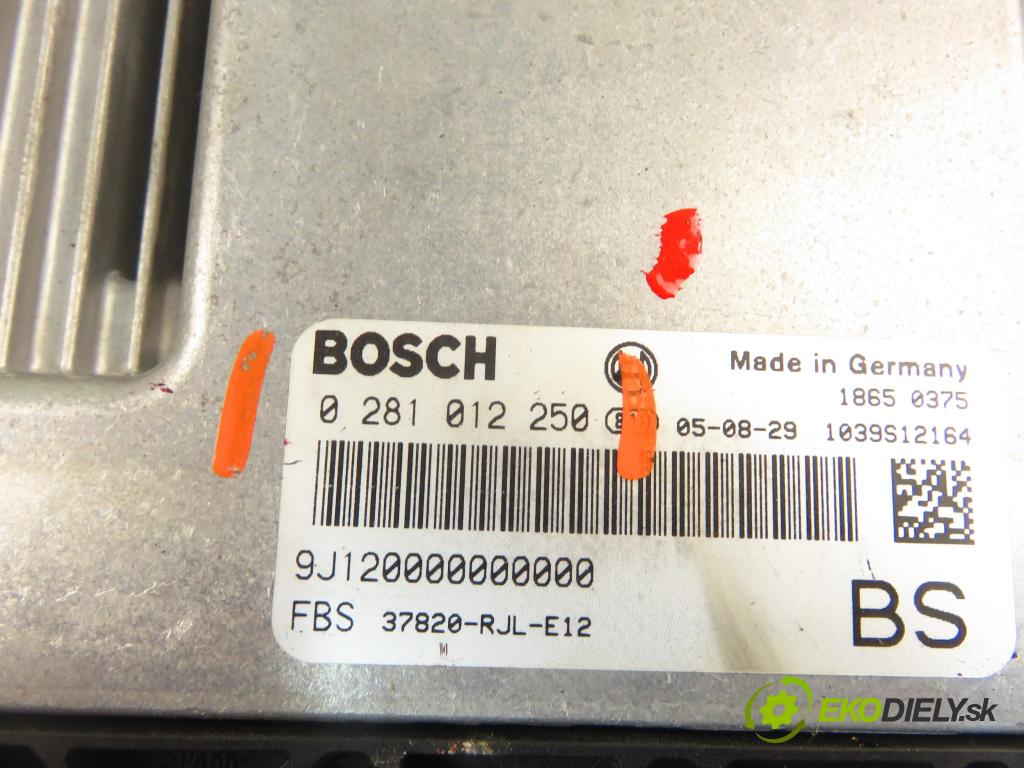 BOSCH
Made in Germany
1865 0375
0 281 012 250
05-08-29 1039S12164
9J120000000000
BS
FBS 37820-RJL-E12
M
EKODIELY.sk